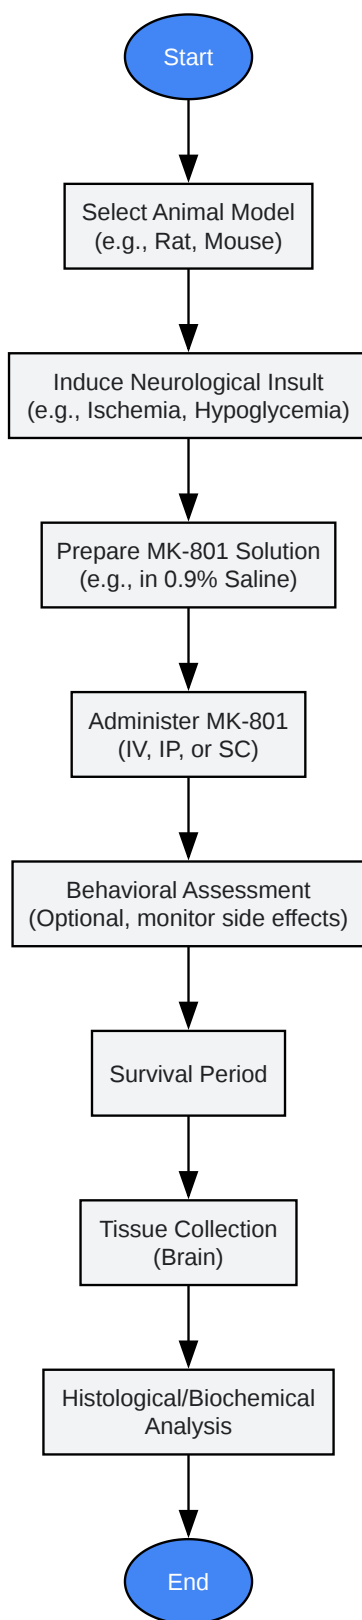 Start
Select Animal Model
(e.g., Rat, Mouse)
Induce Neurological Insult
(e.g., Ischemia, Hypoglycemia)
Prepare MK-801 Solution
(e.g., in 0.9% Saline)
Administer MK-801
(IV, IP, or SC)
Behavioral Assessment
(Optional, monitor side effects)
Survival Period
Tissue Collection
(Brain)
Histological/Biochemical
Analysis
End